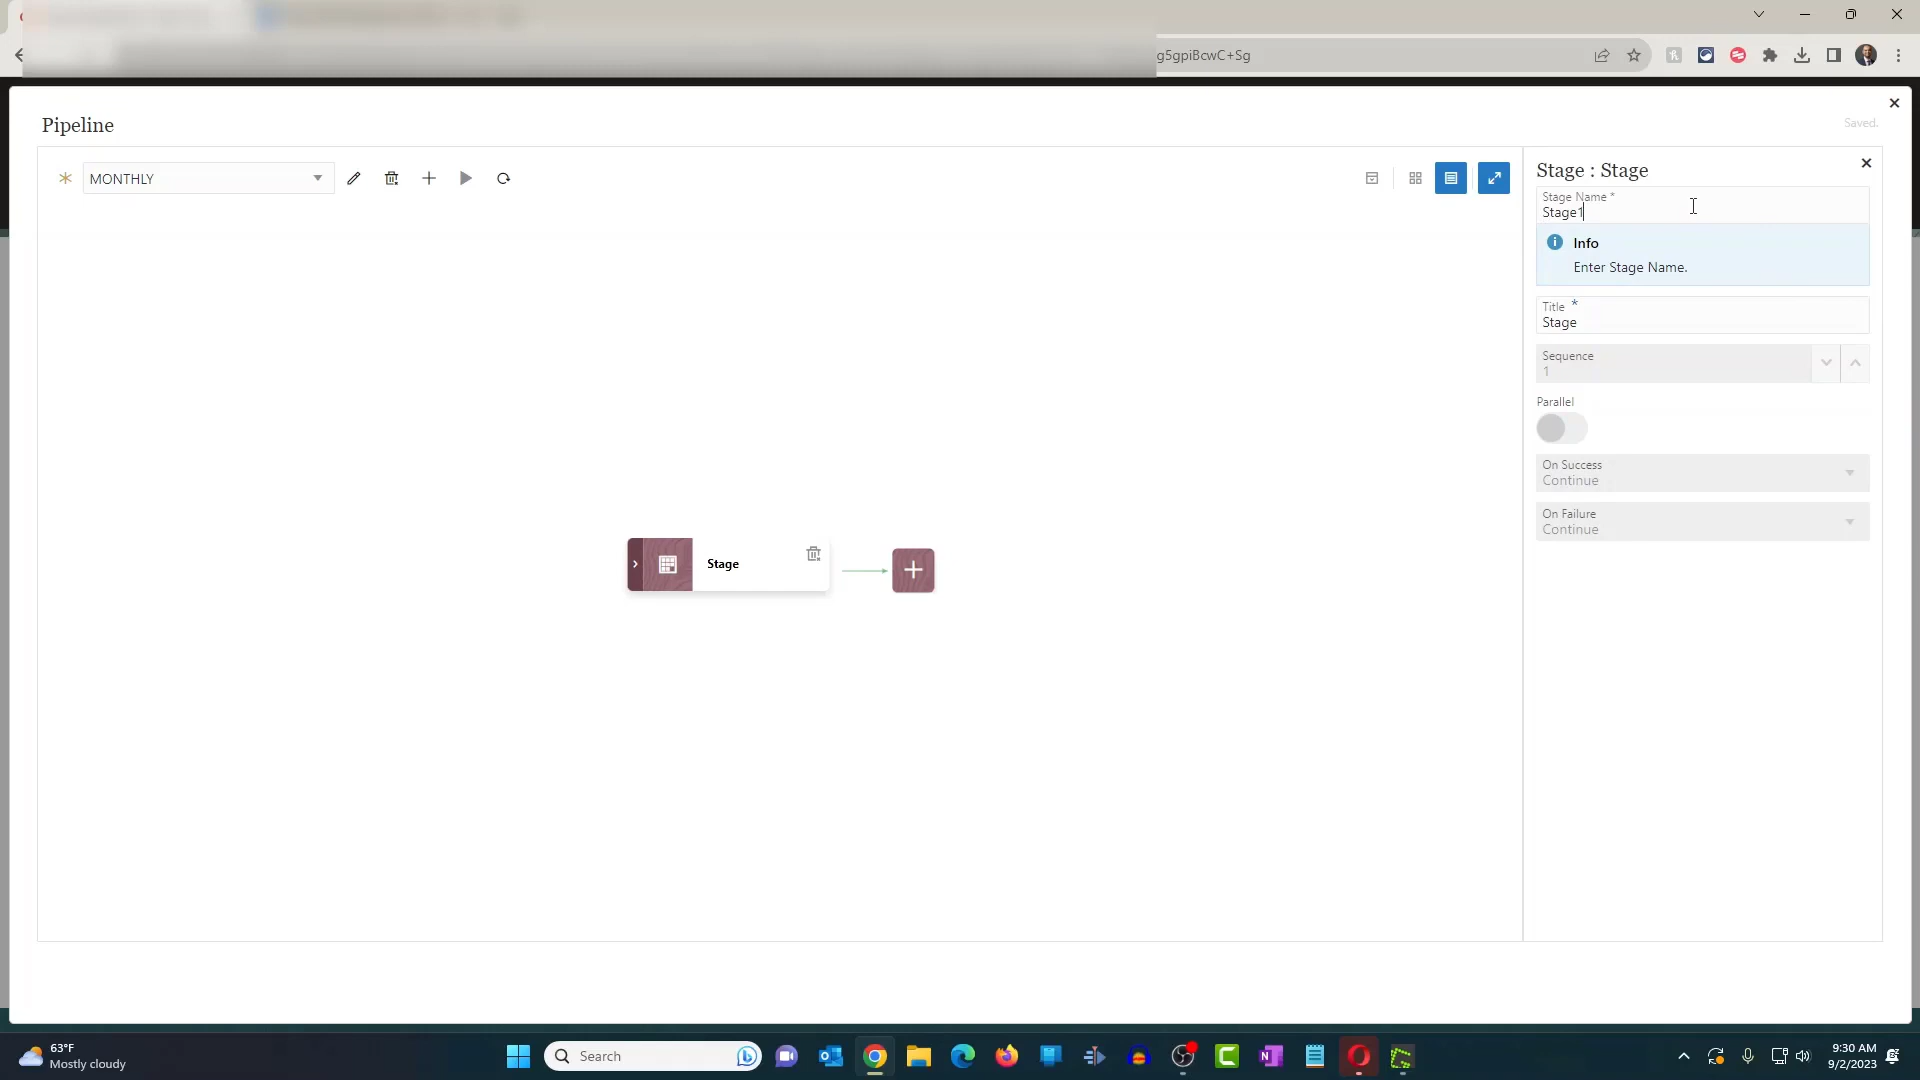 g5gpiBcwC+Sg
Pipeline
Saved.
MONTHLY
Stage : Stage
Stage Name *
Stage1
Info
Enter Stage Name.
Title *
Stage
Sequence
1
Parallel
On Success
Continue
On Failure
Continue
Stage
63°F
Mostly cloudy
Search
9:30 AM
9/2/2023